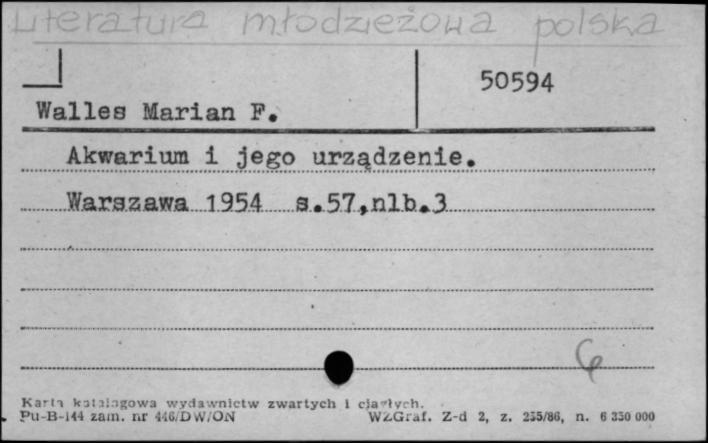 Literatura młodzieżowa polska
50594
Walles Marian F.
Akwarium i jego urządzenie.
Warszawa 1954 s.57,nlb.3
Karta katalogowa wydawnictw zwartych i ciągłych.
Pu-B-144 zam. nr 446/DW/ON WZGraf. Z-d 2, z. 255/86, n. 6 350 000